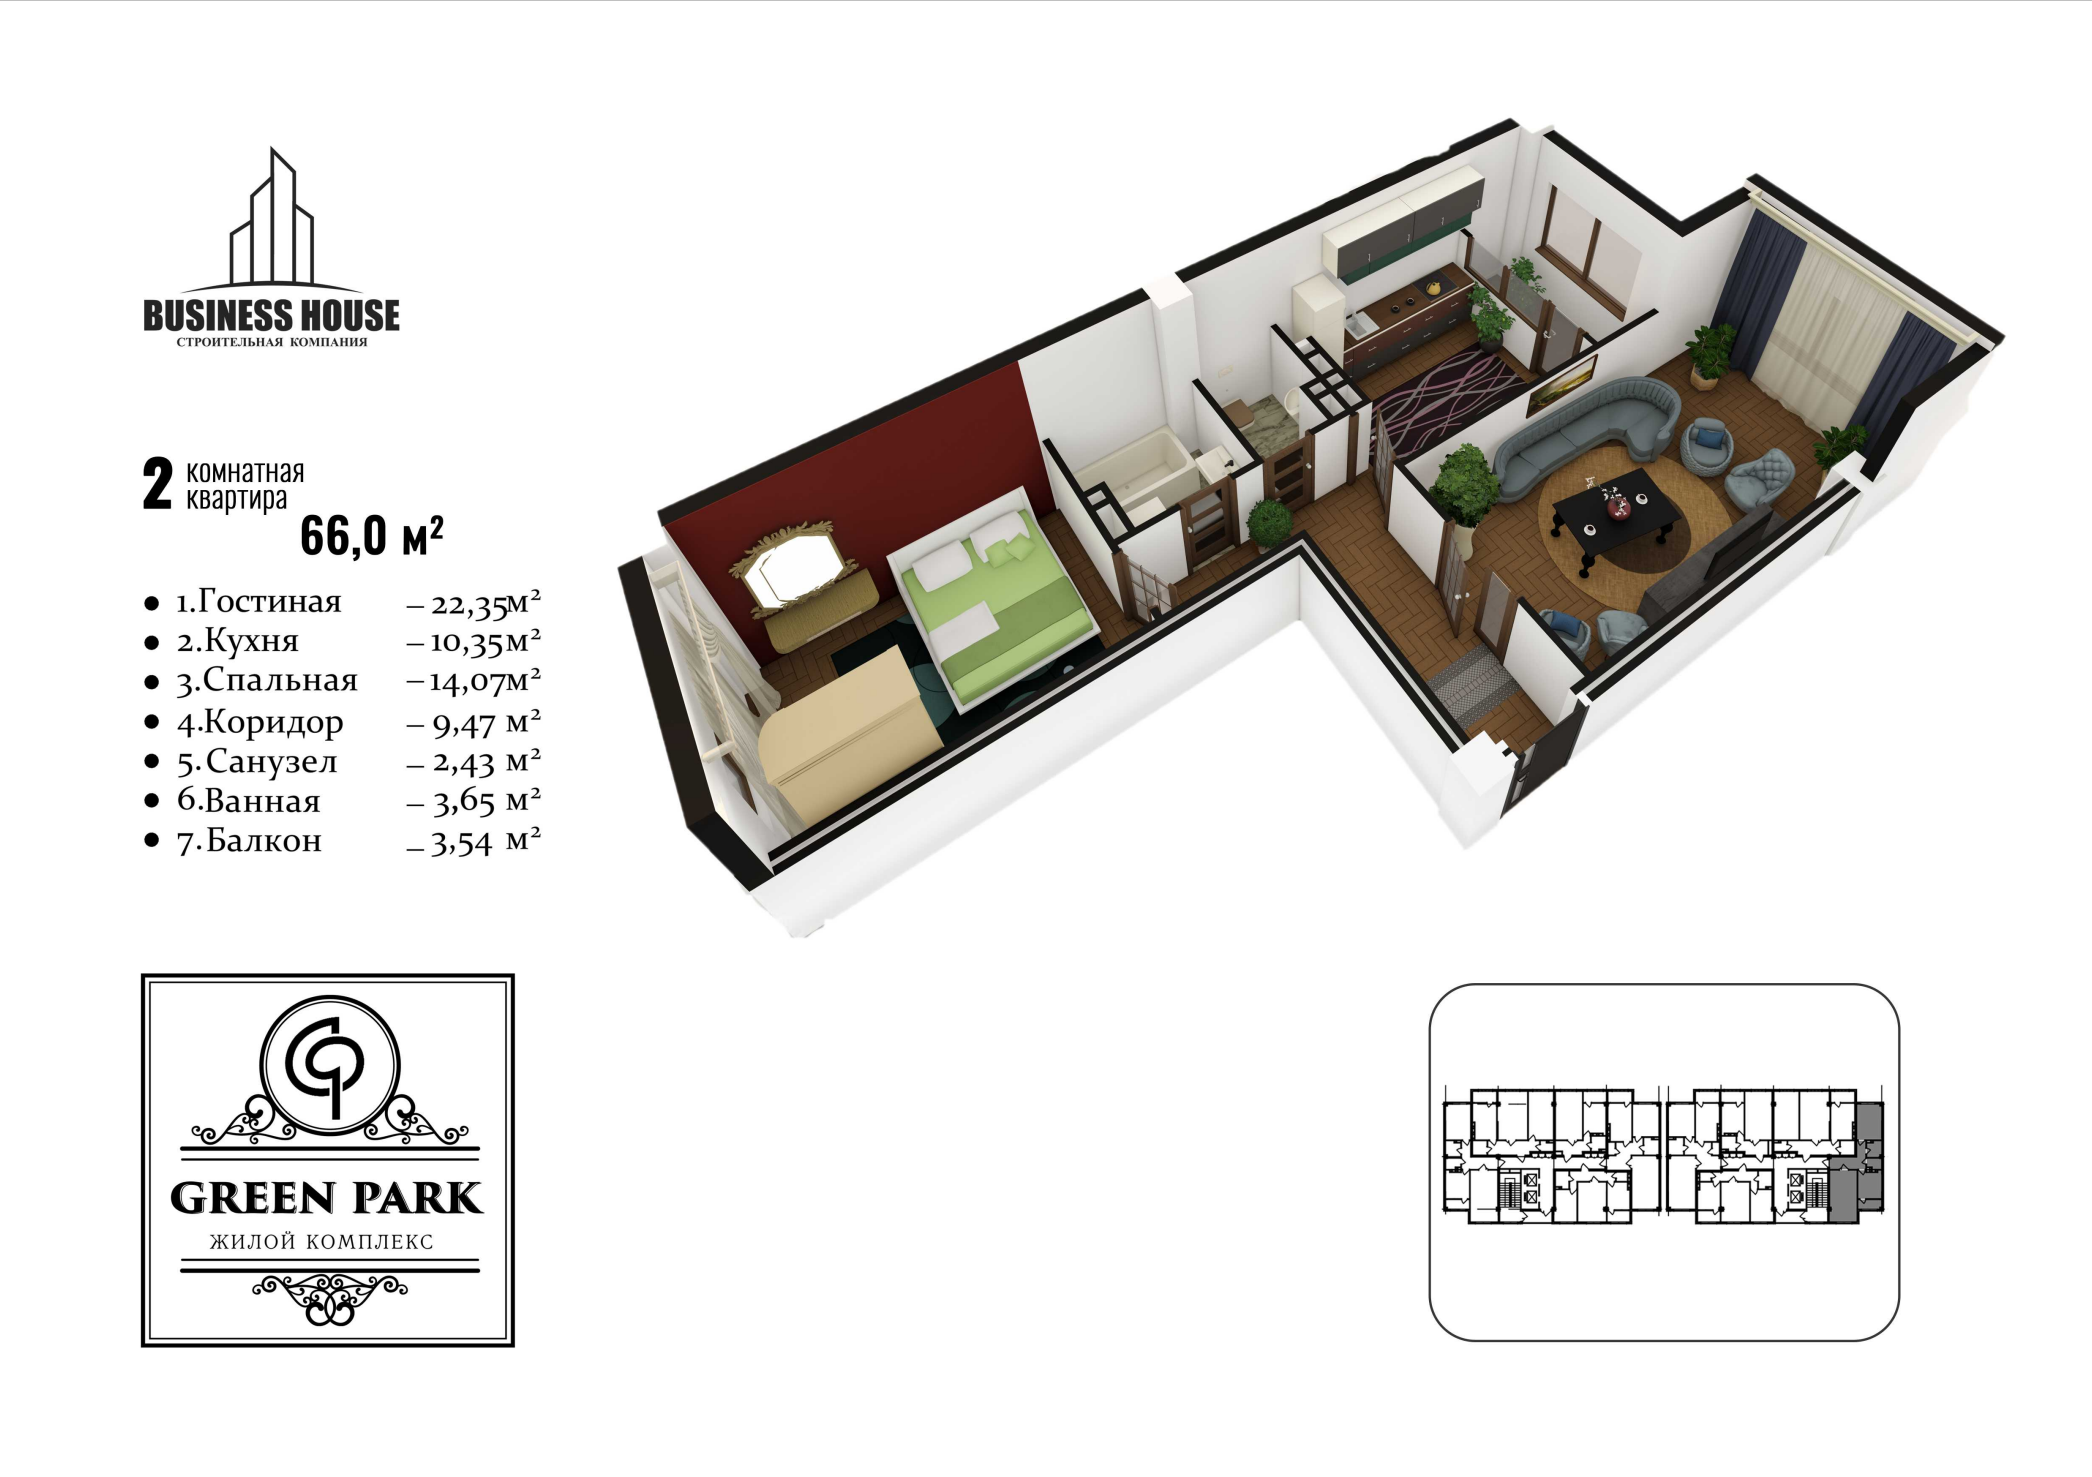 BUSINESS HOUSE
СТРОИТЕЛЬНАЯ КОМПАНИЯ
2 комнатная
квартира
66,0 м²
• 1.Гостиная – 22,35м²
• 2.Кухня – 10,35м²
• 3.Спальная – 14,07м²
• 4.Коридор – 9,47 м²
• 5.Санузел – 2,43 м²
• 6.Ванная – 3,65 м²
• 7.Балкон – 3,54 м²
GREEN PARK
ЖИЛОЙ КОМПЛЕКС